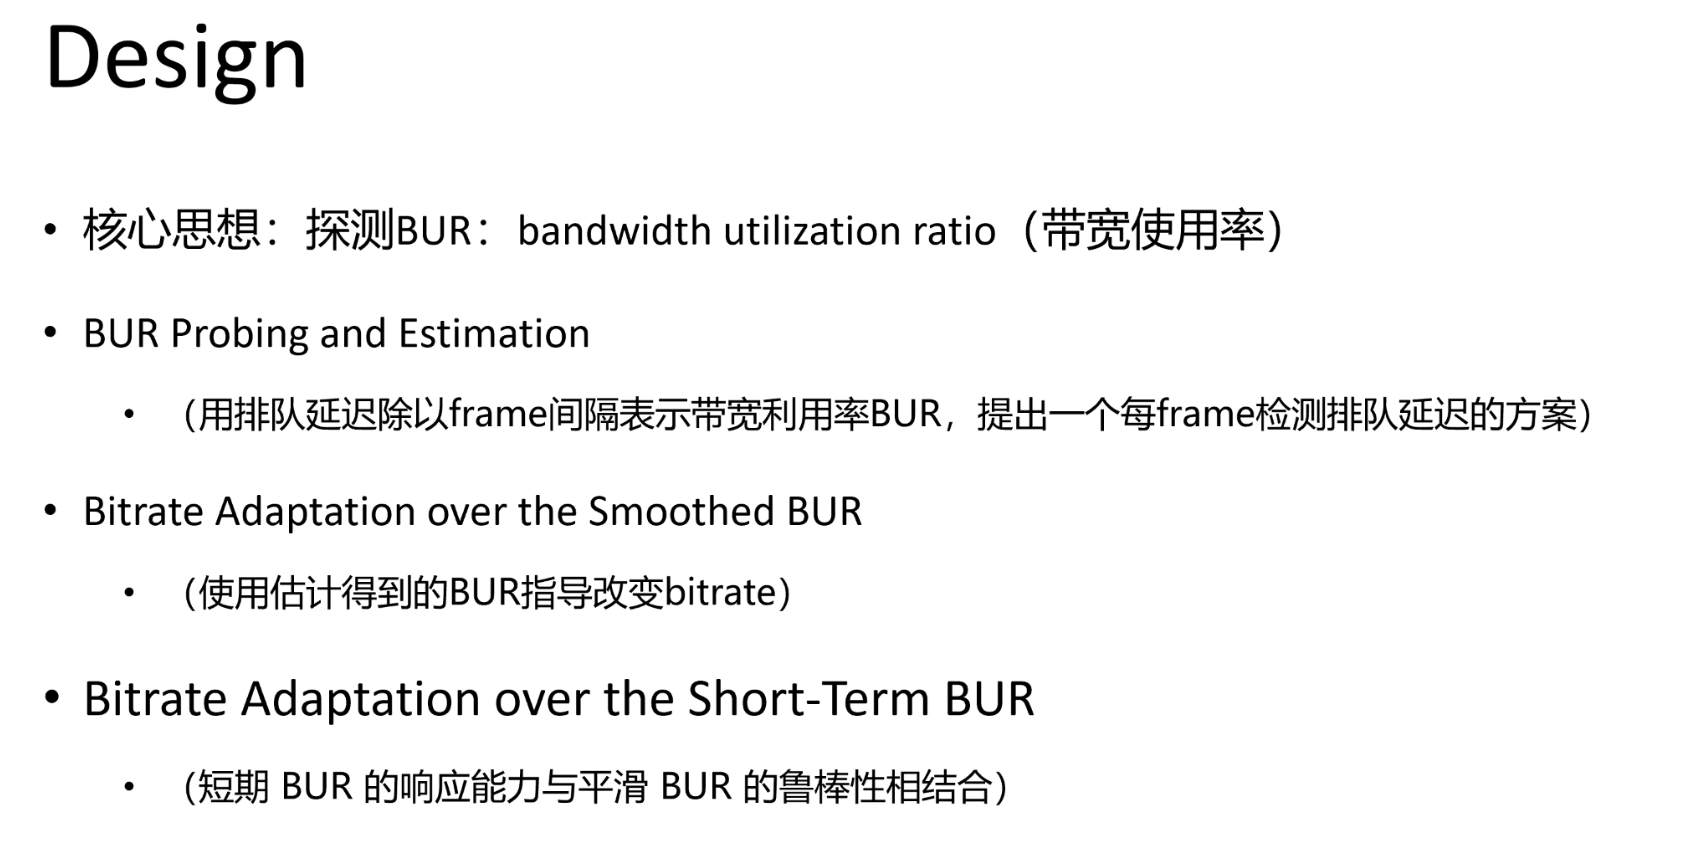 Design
• 核心思想：探测BUR：bandwidth utilization ratio（带宽使用率）
• BUR Probing and Estimation
• （用排队延迟除以frame间隔表示带宽利用率BUR，提出一个每frame检测排队延迟的方案）
• Bitrate Adaptation over the Smoothed BUR
• （使用估计得到的BUR指导改变bitrate）
• Bitrate Adaptation over the Short-Term BUR
• （短期 BUR 的响应能力与平滑 BUR 的鲁棒性相结合）